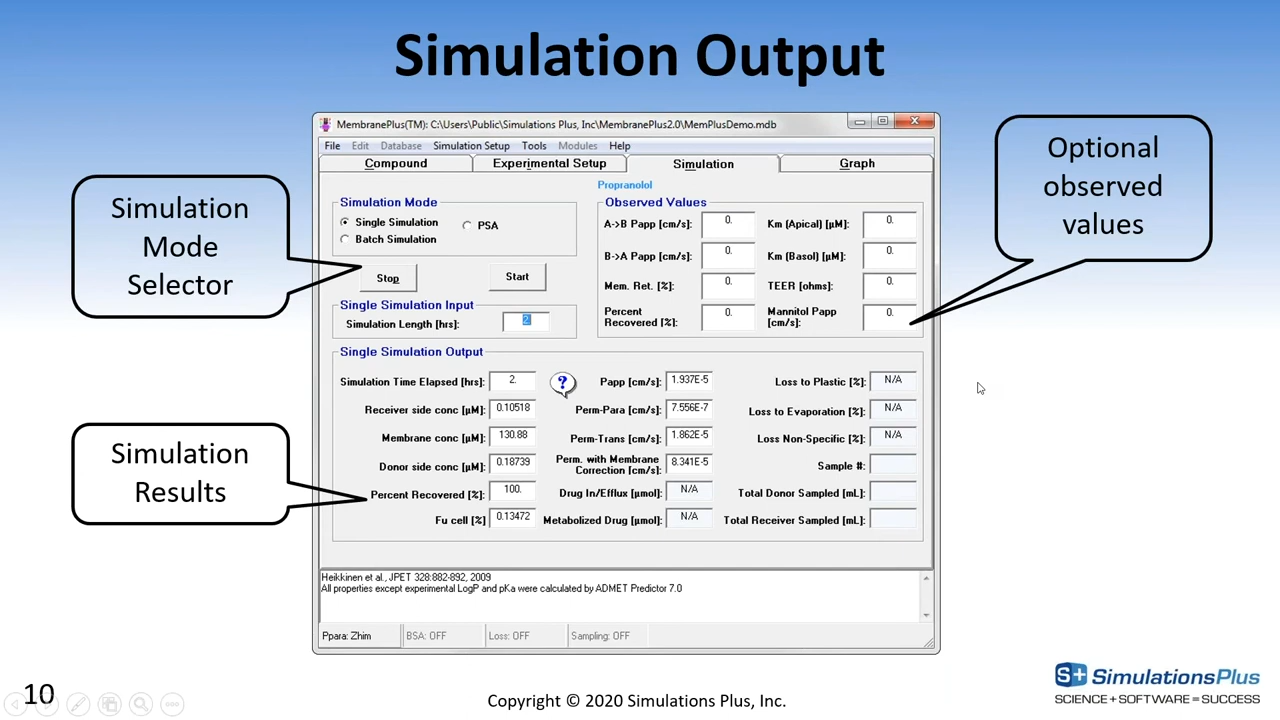 Simulation Output
Simulation
Mode
Selector
Simulation
Results
Optional
observed
values
MembranePlus(TM): C:\Users\Public\Simulations Plus, Inc\MembranePlus2.0\MemPlusDemo.mdb
File Edit Database Simulation Setup Tools Modules Help
Compound Experimental Setup Simulation Graph
Propranolol
Simulation Mode
Single Simulation
PSA
Batch Simulation
Stop Start
Single Simulation Input
Simulation Length [hrs]: 2.
Observed Values
A->B Papp [cm/s]: 0. Km (Apical) [µM]: 0.
B->A Papp [cm/s]: 0. Km (Basol) [µM]: 0.
Mem. Ret. [%]: 0. TEER [ohms]: 0.
Percent
Recovered [%]: 0.
Mannitol Papp
[cm/s]: 0.
Single Simulation Output
Simulation Time Elapsed [hrs]: 2. ? Papp [cm/s]: 1.937E-5 Loss to Plastic [%]: N/A
Receiver side conc [µM]: 0.10518 Perm-Para [cm/s]: 7.556E-7 Loss to Evaporation [%]: N/A
Membrane conc [µM]: 130.88 Perm-Trans [cm/s]: 1.862E-5 Loss Non-Specific [%]: N/A
Donor side conc [µM]: 0.18739 Perm. with Membrane
Correction [cm/s]: 8.341E-5 Sample #:
Percent Recovered [%]: 100. Drug In/Efflux [µmol]: N/A Total Donor Sampled [mL]:
Fu cell [%] 0.13472 Metabolized Drug [µmol]: N/A Total Receiver Sampled [mL]:
Heikkinen et al., JPET 328:882-892, 2009
All properties except experimental LogP and pKa were calculated by ADMET Predictor 7.0
Ppara: Zhim BSA: OFF Loss: OFF Sampling: OFF
10
Copyright © 2020 Simulations Plus, Inc.
S+ SimulationsPlus
SCIENCE + SOFTWARE = SUCCESS